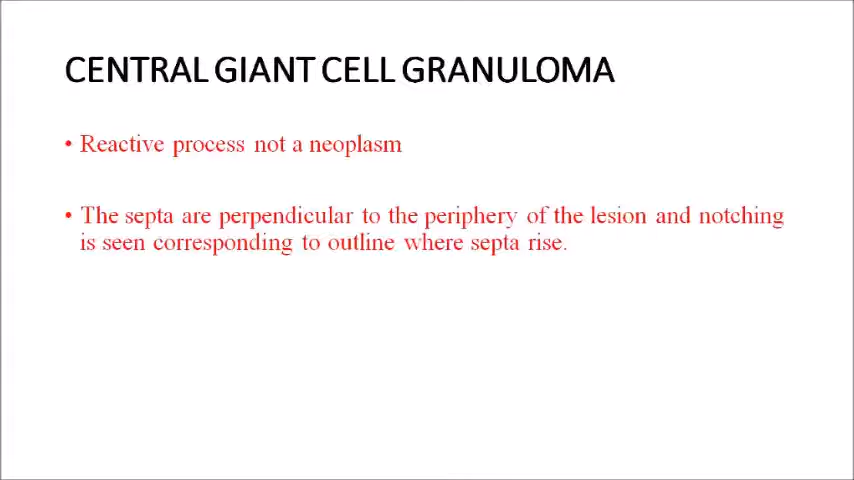 CENTRAL GIANT CELL GRANULOMA
• Reactive process not a neoplasm
• The septa are perpendicular to the periphery of the lesion and notching
is seen corresponding to outline where septa rise.